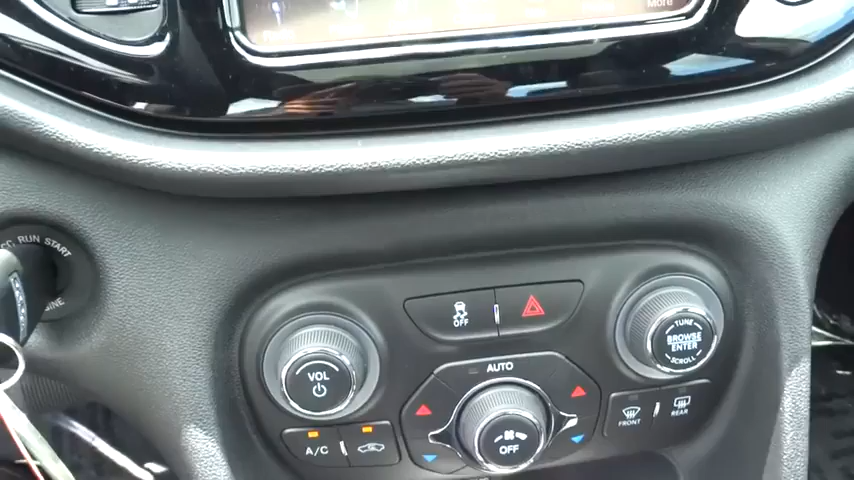 More
ACC RUN START
OFF
VOL
TUNE
BROWSE
ENTER
SCROLL
AUTO
A/C
OFF
FRONT
REAR